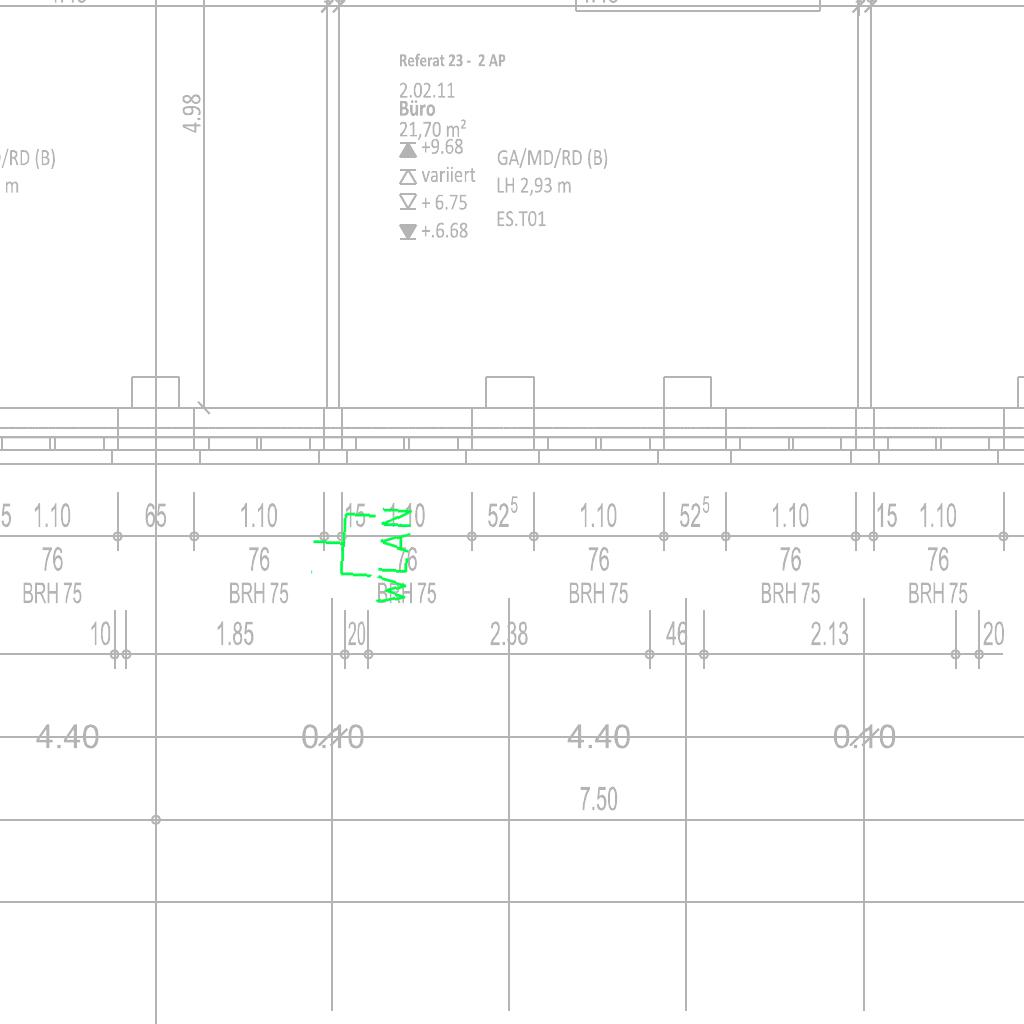 4.98
Referat 23 - 2 AP
2.02.11
Büro
21,70 m²
+9.68
variiert
+ 6.75
+.6.68
GA/MD/RD (B)
LH 2,93 m
ES.T01
/RD (B)
m
5 1.10 65 1.10 15 1.10 52⁵ 1.10 52⁵ 1.10 15 1.10
76 76 76 76 76 76
BRH 75 BRH 75 BRH 75 BRH 75 BRH 75 BRH 75
WLAN
10 1.85 20 2.38 46 2.13 20
4.40 0.10 4.40 0.10
7.50